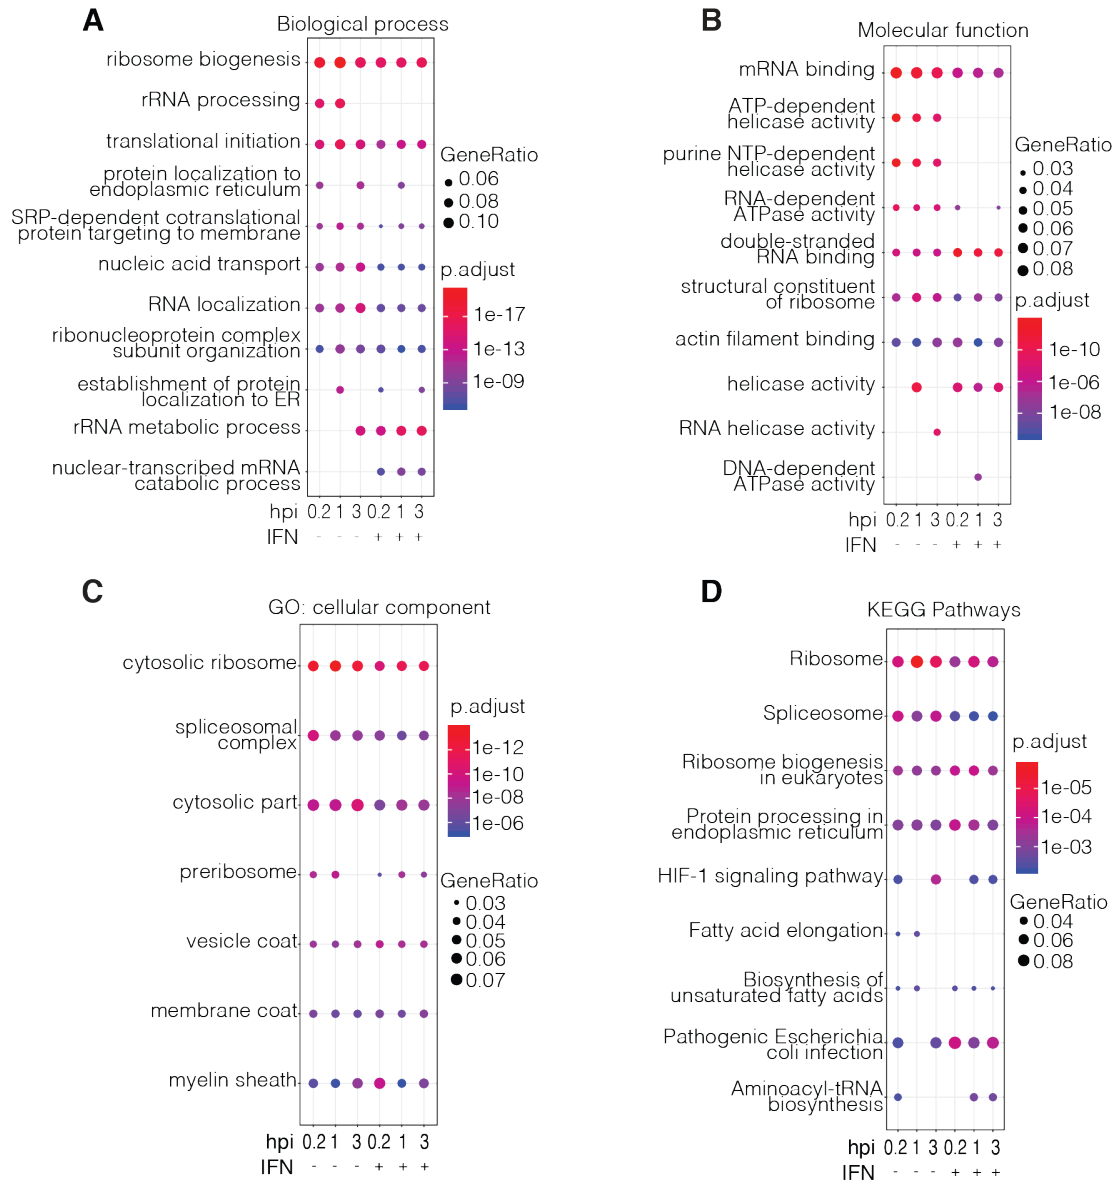 A
Biological process
ribosome biogenesis
rRNA processing
translational initiation
protein localization to
endoplasmic reticulum
SRP-dependent cotranslational
protein targeting to membrane
nucleic acid transport
RNA localization
ribonucleoprotein complex
subunit organization
establishment of protein
localization to ER
rRNA metabolic process
nuclear-transcribed mRNA
catabolic process
hpi 0.2 1 3 0.2 1 3
IFN - - - + + +
GeneRatio
0.06
0.08
0.10
p.adjust
1e-17
1e-13
1e-09
B
Molecular function
mRNA binding
ATP-dependent
helicase activity
purine NTP-dependent
helicase activity
RNA-dependent
ATPase activity
double-stranded
RNA binding
structural constituent
of ribosome
actin filament binding
helicase activity
RNA helicase activity
DNA-dependent
ATPase activity
hpi 0.2 1 3 0.2 1 3
IFN + + +
GeneRatio
0.03
0.04
0.05
0.06
0.07
0.08
p.adjust
1e-10
1e-06
1e-08
C
GO: cellular component
cytosolic ribosome
spliceosomal
complex
cytosolic part
preribosome
vesicle coat
membrane coat
myelin sheath
hpi 0.2 1 3 0.2 1 3
IFN - - - + + +
p.adjust
1e-12
1e-10
1e-08
1e-06
GeneRatio
0.03
0.04
0.05
0.06
0.07
D
KEGG Pathways
Ribosome
Spliceosome
Ribosome biogenesis
in eukaryotes
Protein processing in
endoplasmic reticulum
HIF-1 signaling pathway
Fatty acid elongation
Biosynthesis of
unsaturated fatty acids
Pathogenic Escherichia
coli infection
Aminoacyl-tRNA
biosynthesis
hpi 0.2 1 3 0.2 1 3
IFN - - - + + +
p.adjust
1e-05
1e-04
1e-03
GeneRatio
0.04
0.06
0.08